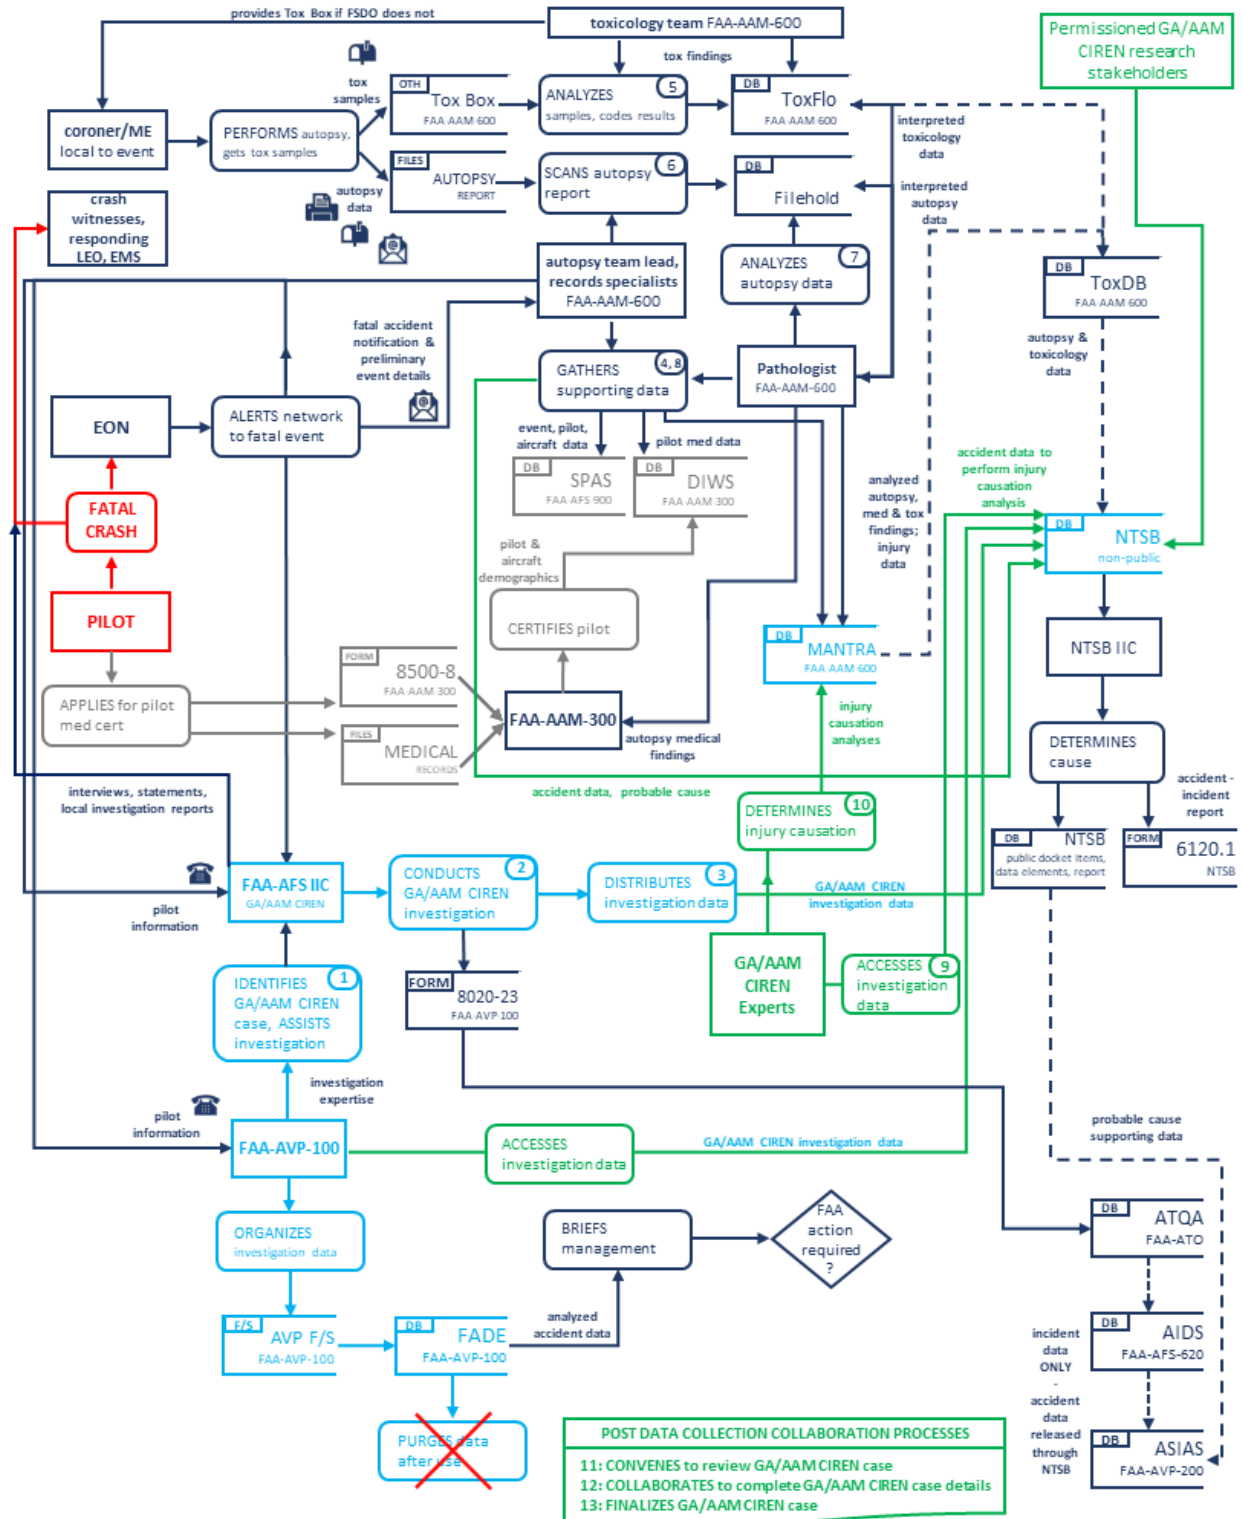 provides Tox Box if FSDO does not
toxicology team FAA-AAM-600
Permissioned GA/AAM
CIREN research
stakeholders
tox findings
tox
samples
OTH
Tox Box
FAA-AAM-600
ANALYZES
samples, codes results
5
DB
ToxFlo
FAA-AAM-600
coroner/ME
local to event
PERFORMS autopsy,
gets tox samples
interpreted
toxicology
data
FILES
AUTOPSY
REPORT
SCANS autopsy
report
6
DB
Filehold
autopsy
data
interpreted
autopsy
data
crash
witnesses,
responding
LEO, EMS
autopsy team lead,
records specialists
FAA-AAM-600
ANALYZES
autopsy data
7
DB
ToxDB
FAA-AAM-600
fatal accident
notification &
preliminary
event details
autopsy &
toxicology
data
GATHERS
supporting data
4, 8
Pathologist
FAA-AAM-600
EON
ALERTS network
to fatal event
event, pilot,
aircraft data
pilot med data
DB
SPAS
FAA-AFS-900
DB
DIWS
FAA-AAM-300
accident data to
perform injury
causation
analysis
analyzed
autopsy,
med & tox
findings;
injury
data
FATAL
CRASH
DB
NTSB
non-public
pilot &
aircraft
demographics
PILOT
CERTIFIES pilot
DB
MANTRA
FAA-AAM-600
NTSB IIC
FORM
8500-8
FAA-AAM-300
APPLIES for pilot
med cert
FAA-AAM-300
injury
causation
analyses
FILES
MEDICAL
RECORDS
autopsy medical
findings
DETERMINES
cause
interviews, statements,
local investigation reports
accident data, probable cause
accident -
incident
report
DETERMINES
injury causation
10
DB
NTSB
public docket items,
data elements, report
FORM
6120.1
NTSB
FAA-AFS IIC
GA/AAM CIREN
CONDUCTS
GA/AAM CIREN
investigation
2
DISTRIBUTES
investigation data
3
GA/AAM CIREN
investigation data
pilot
information
GA/AAM
CIREN
Experts
ACCESSES
investigation
data
9
IDENTIFIES
GA/AAM CIREN
case, ASSISTS
investigation
1
FORM
8020-23
FAA-AVP-100
investigation
expertise
pilot
information
FAA-AVP-100
ACCESSES
investigation data
GA/AAM CIREN investigation data
probable cause
supporting data
ORGANIZES
investigation data
BRIEFS
management
FAA
action
required
?
DB
ATQA
FAA-ATO
F/S
AVP F/S
FAA-AVP-100
DB
FADE
FAA-AVP-100
analyzed
accident data
DB
AIDS
FAA-AFS-620
incident
data
ONLY
-
accident
data
released
through
NTSB
PURGES data
after use
DB
ASIAS
FAA-AVP-200
POST DATA COLLECTION COLLABORATION PROCESSES
11: CONVENES to review GA/AAM CIREN case
12: COLLABORATES to complete GA/AAM CIREN case details
13: FINALIZES GA/AAM CIREN case